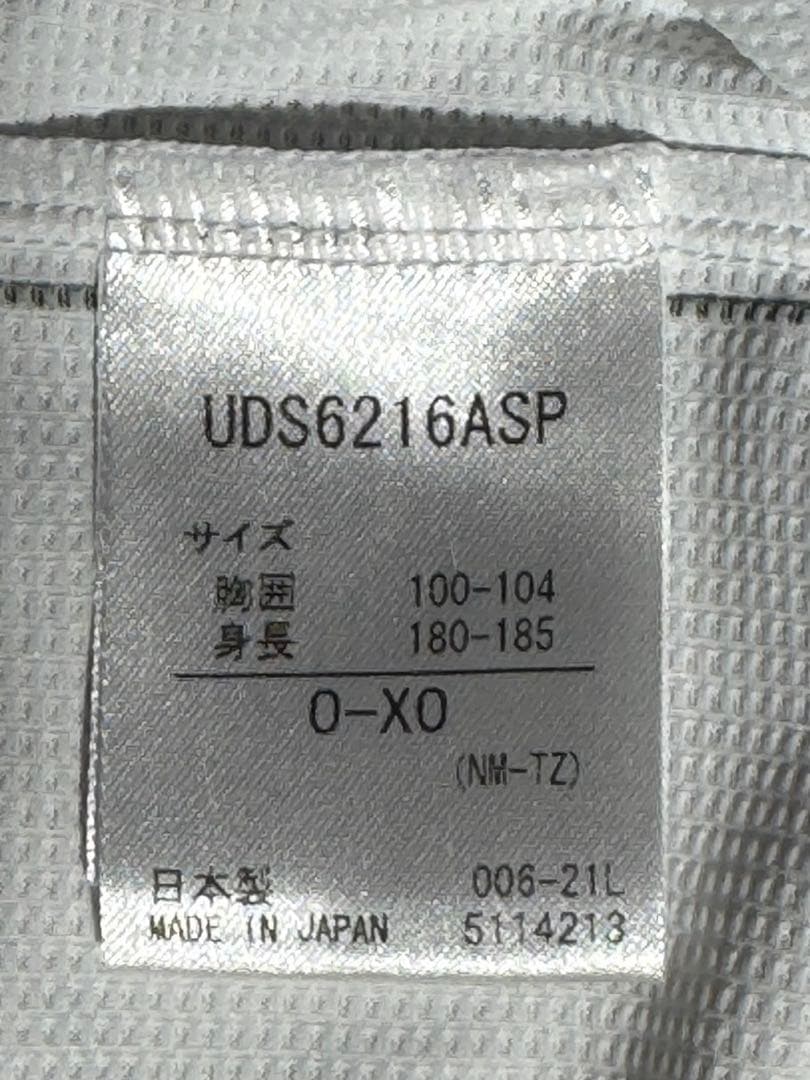 UDS6216ASP
サイズ
胸囲 100-104
身長 180-185
O-XO
(NM-TZ)
日本製 006-21L
MADE IN JAPAN 5114213